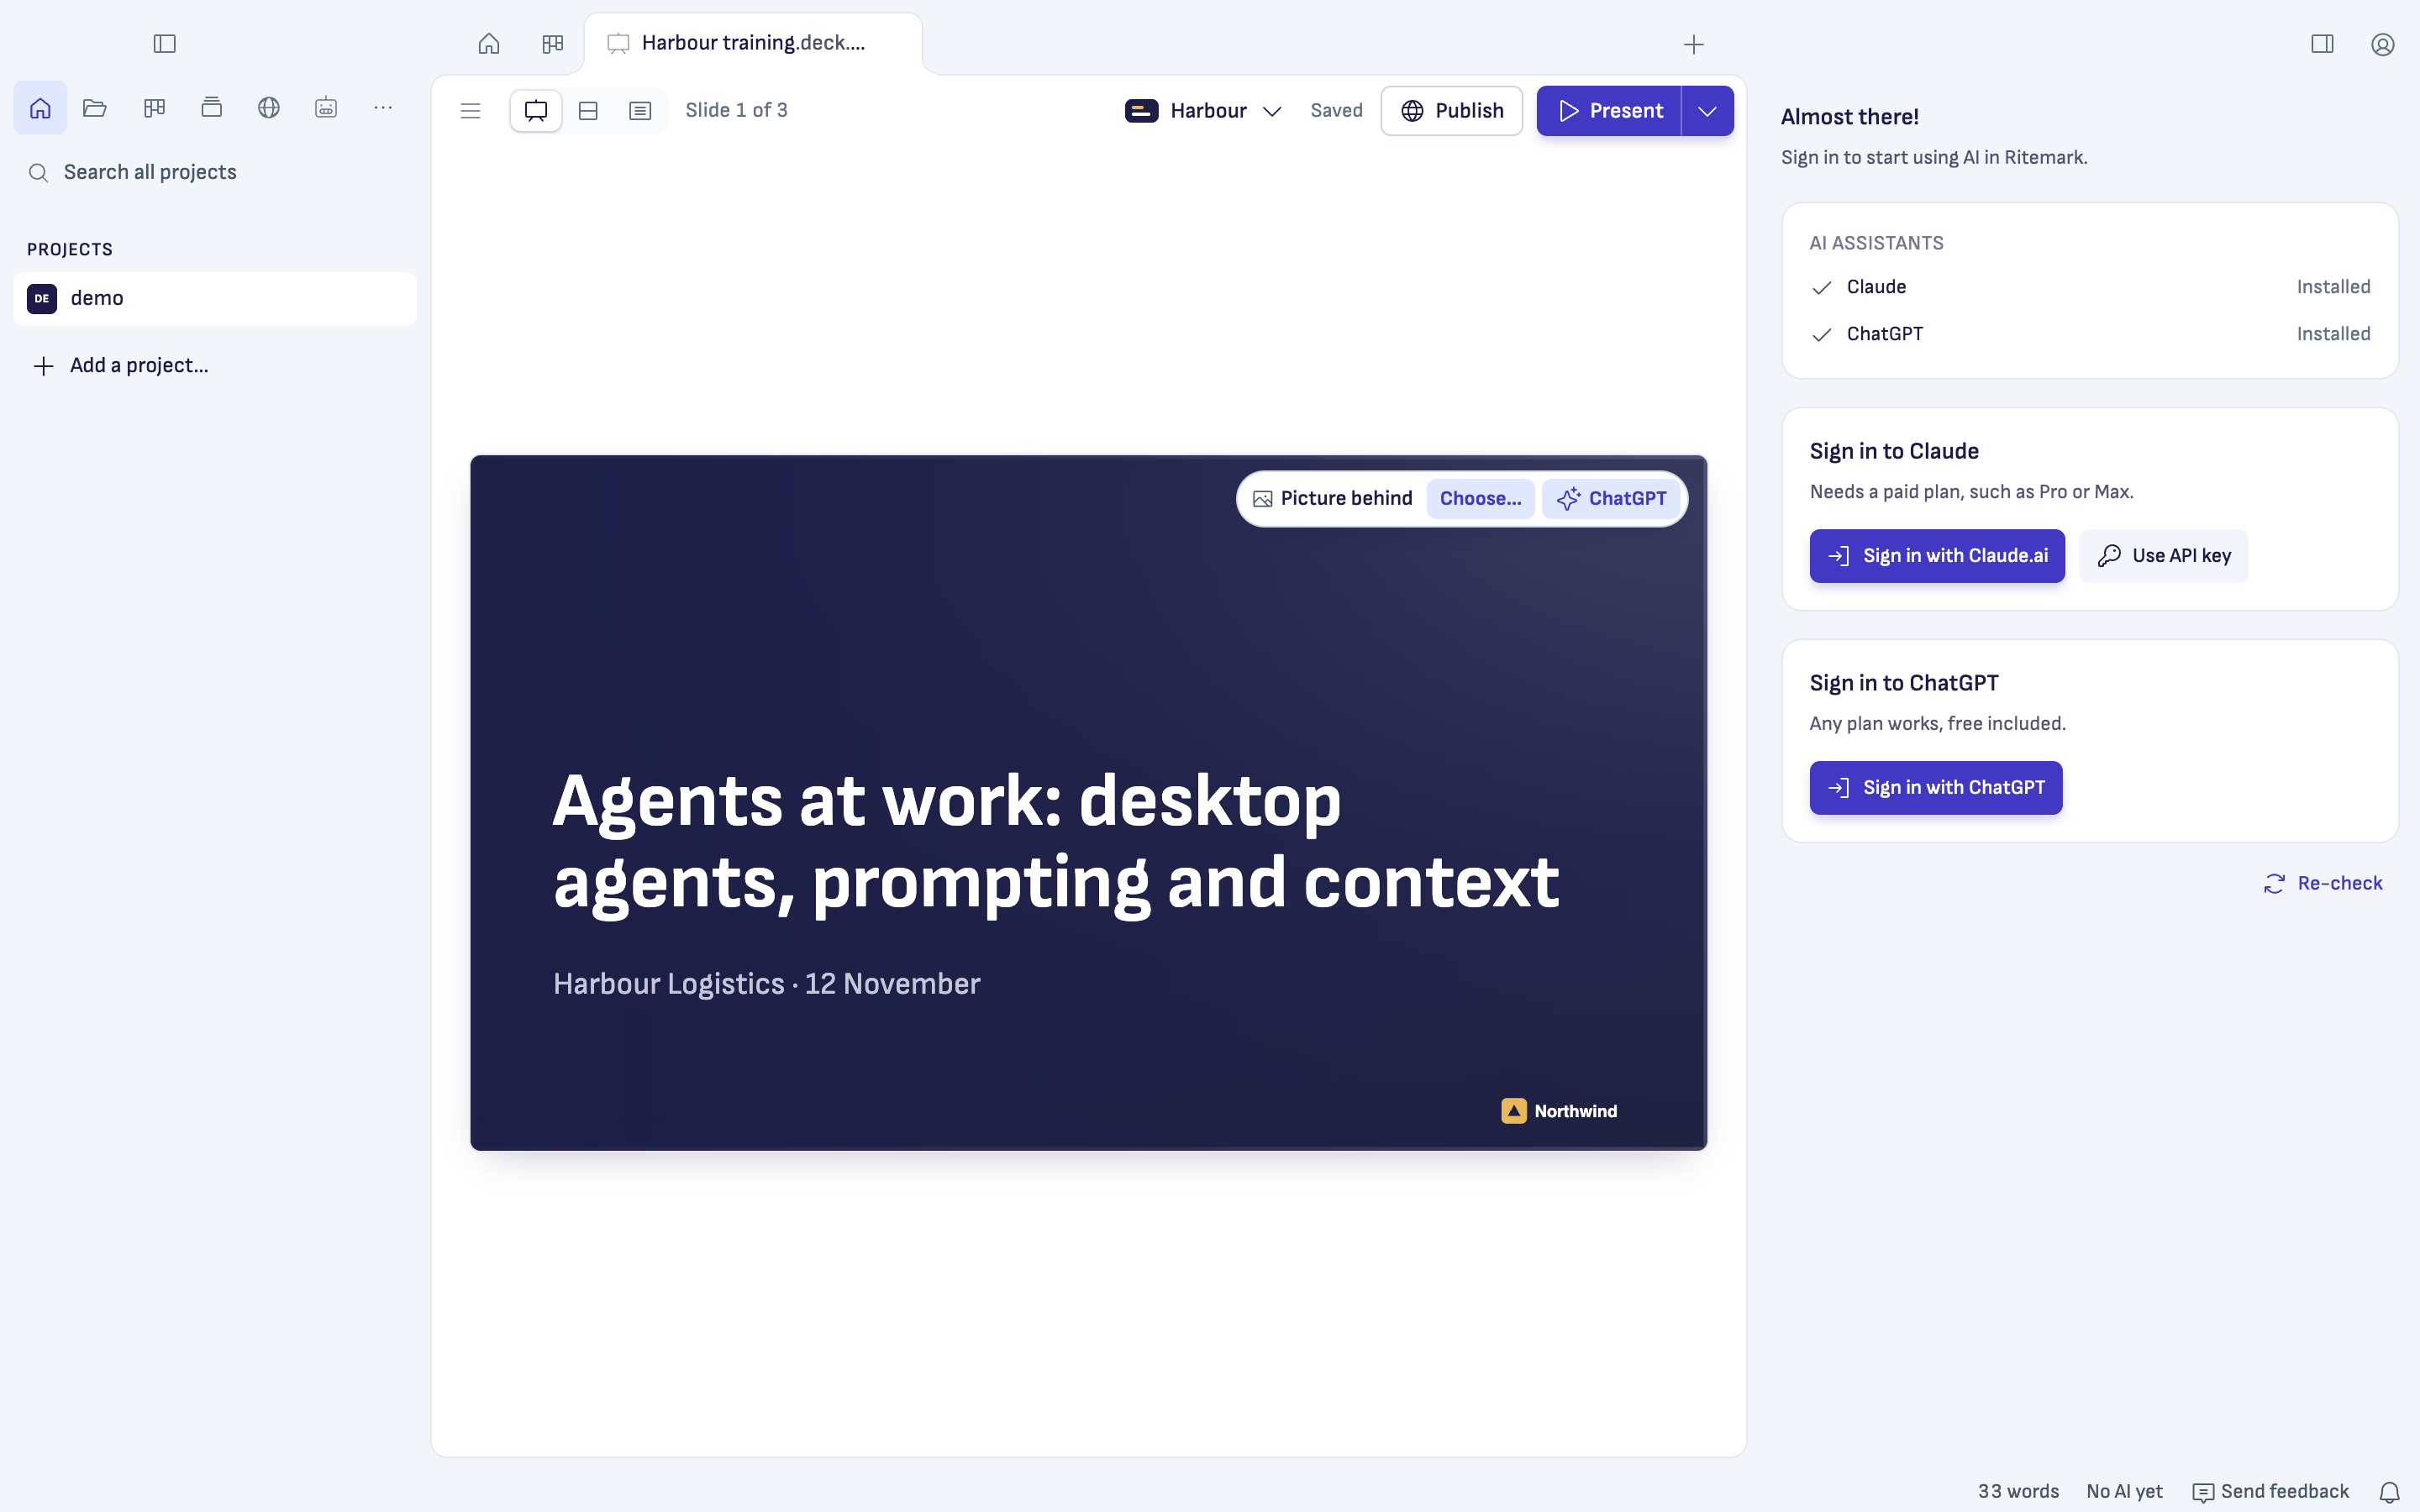 Harbour training.deck....
Slide 1 of 3
Harbour
Saved
Publish
Present
Search all projects
PROJECTS
DE
demo
Add a project...
Picture behind
Choose...
ChatGPT
Agents at work: desktop
agents, prompting and context
Harbour Logistics · 12 November
Northwind
Almost there!
Sign in to start using AI in Ritemark.
AI ASSISTANTS
Claude
Installed
ChatGPT
Installed
Sign in to Claude
Needs a paid plan, such as Pro or Max.
Sign in with Claude.ai
Use API key
Sign in to ChatGPT
Any plan works, free included.
Sign in with ChatGPT
Re-check
33 words
No AI yet
Send feedback